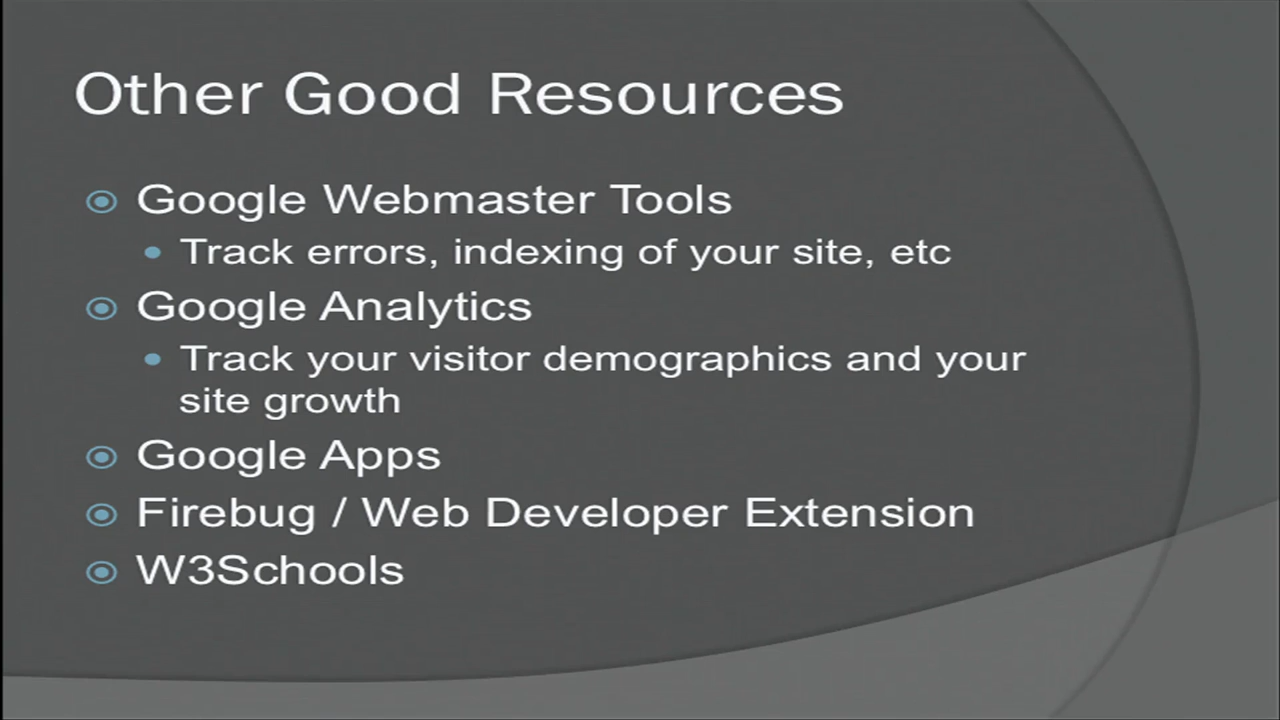 Other Good Resources
Google Webmaster Tools
Track errors, indexing of your site, etc
Google Analytics
Track your visitor demographics and your
site growth
Google Apps
Firebug / Web Developer Extension
W3Schools